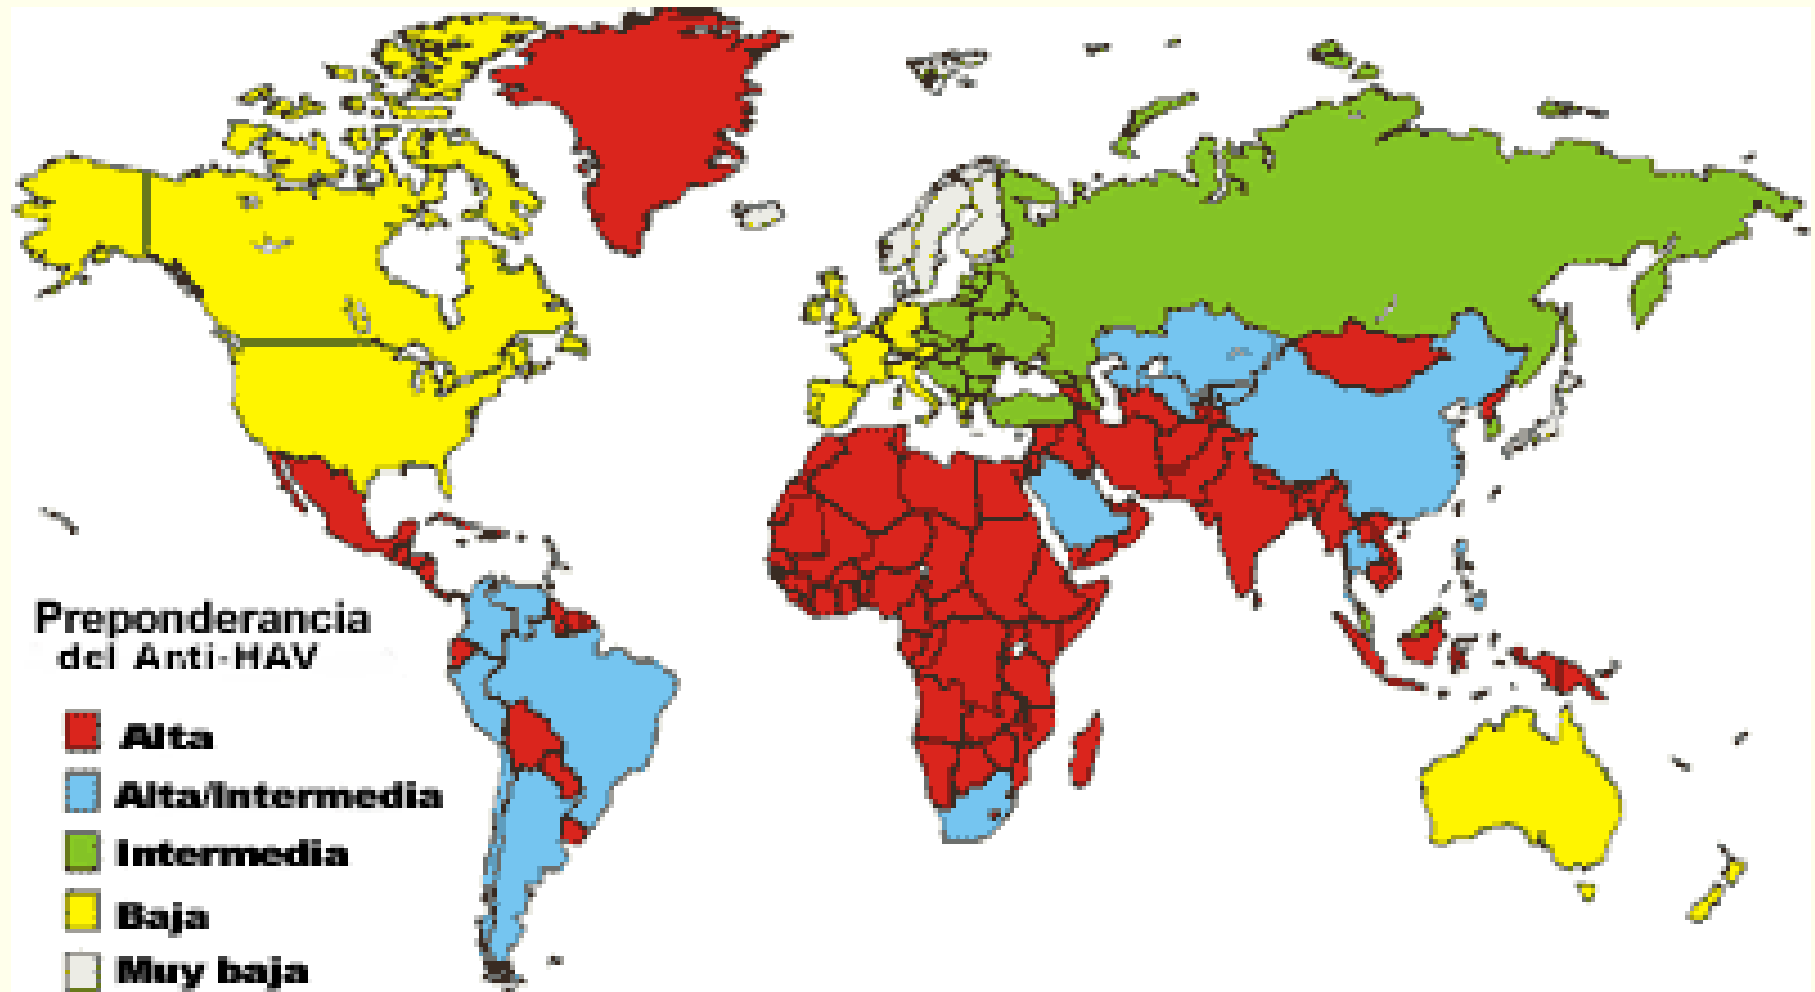 Preponderancia
del Anti-HAV
Alta
Alta/Intermedia
Intermedia
Baja
Muy baja